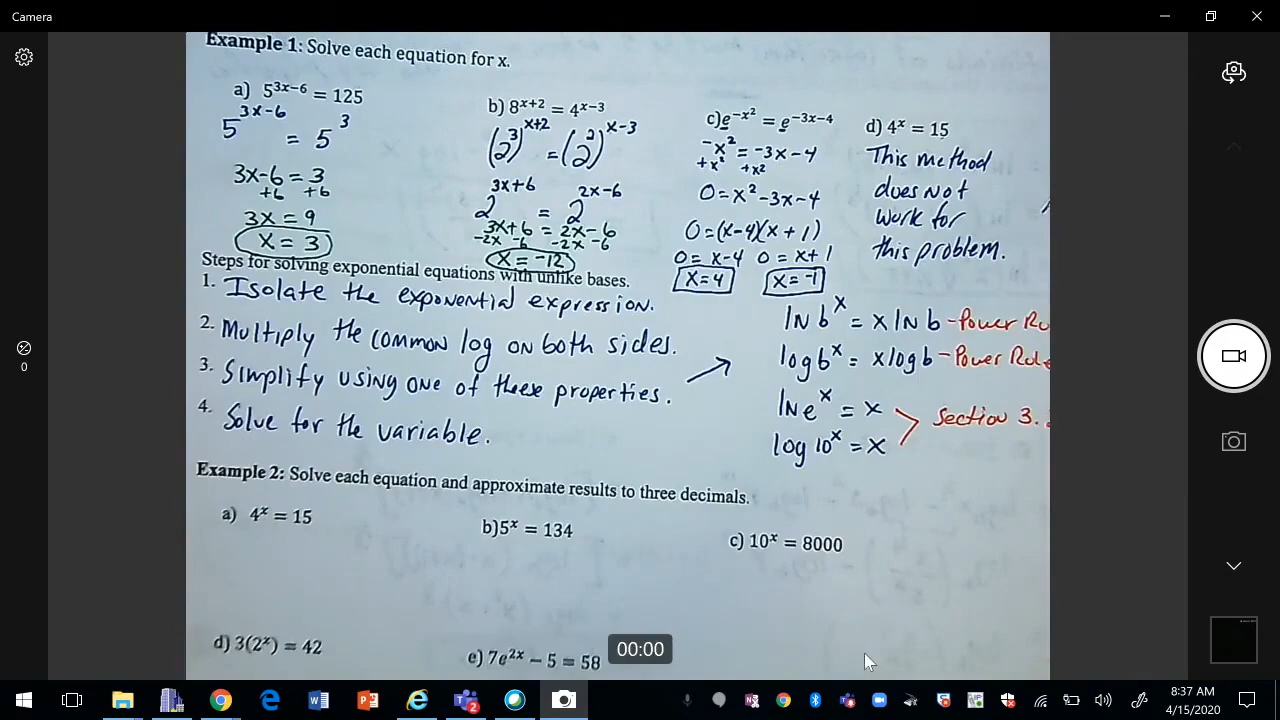 Camera
Example 1: Solve each equation for x.
a) 5^{3x-6} = 125
5^{3x-6} = 5^3
3x-6 = 3
+6 +6
3x = 9
x = 3
b) 8^{x+2} = 4^{x-3}
(2^3)^{x+2} = (2^2)^{x-3}
2^{3x+6} = 2^{2x-6}
3x+6 = 2x-6
-2x -6 -2x -6
x = -12
c) e^{-x^2} = e^{-3x-4}
-x^2 = -3x-4
+x^2 +x^2
0 = x^2-3x-4
0 = (x-4)(x+1)
0 = x-4 0 = x+1
x=4 x=-1
d) 4^x = 15
This method
does not
work for
this problem.
Steps for solving exponential equations with unlike bases.
1. Isolate the exponential expression.
2. Multiply the common log on both sides.
3. Simplify using one of these properties.
4. Solve for the variable.
ln b^x = x ln b - Power Ru
log b^x = x log b - Power Rule
ln e^x = x
log 10^x = x
Section 3.
Example 2: Solve each equation and approximate results to three decimals.
a) 4^x = 15
b) 5^x = 134
c) 10^x = 8000
d) 3(2^x) = 42
e) 7e^{2x} - 5 = 58
00:00
0
8:37 AM
4/15/2020